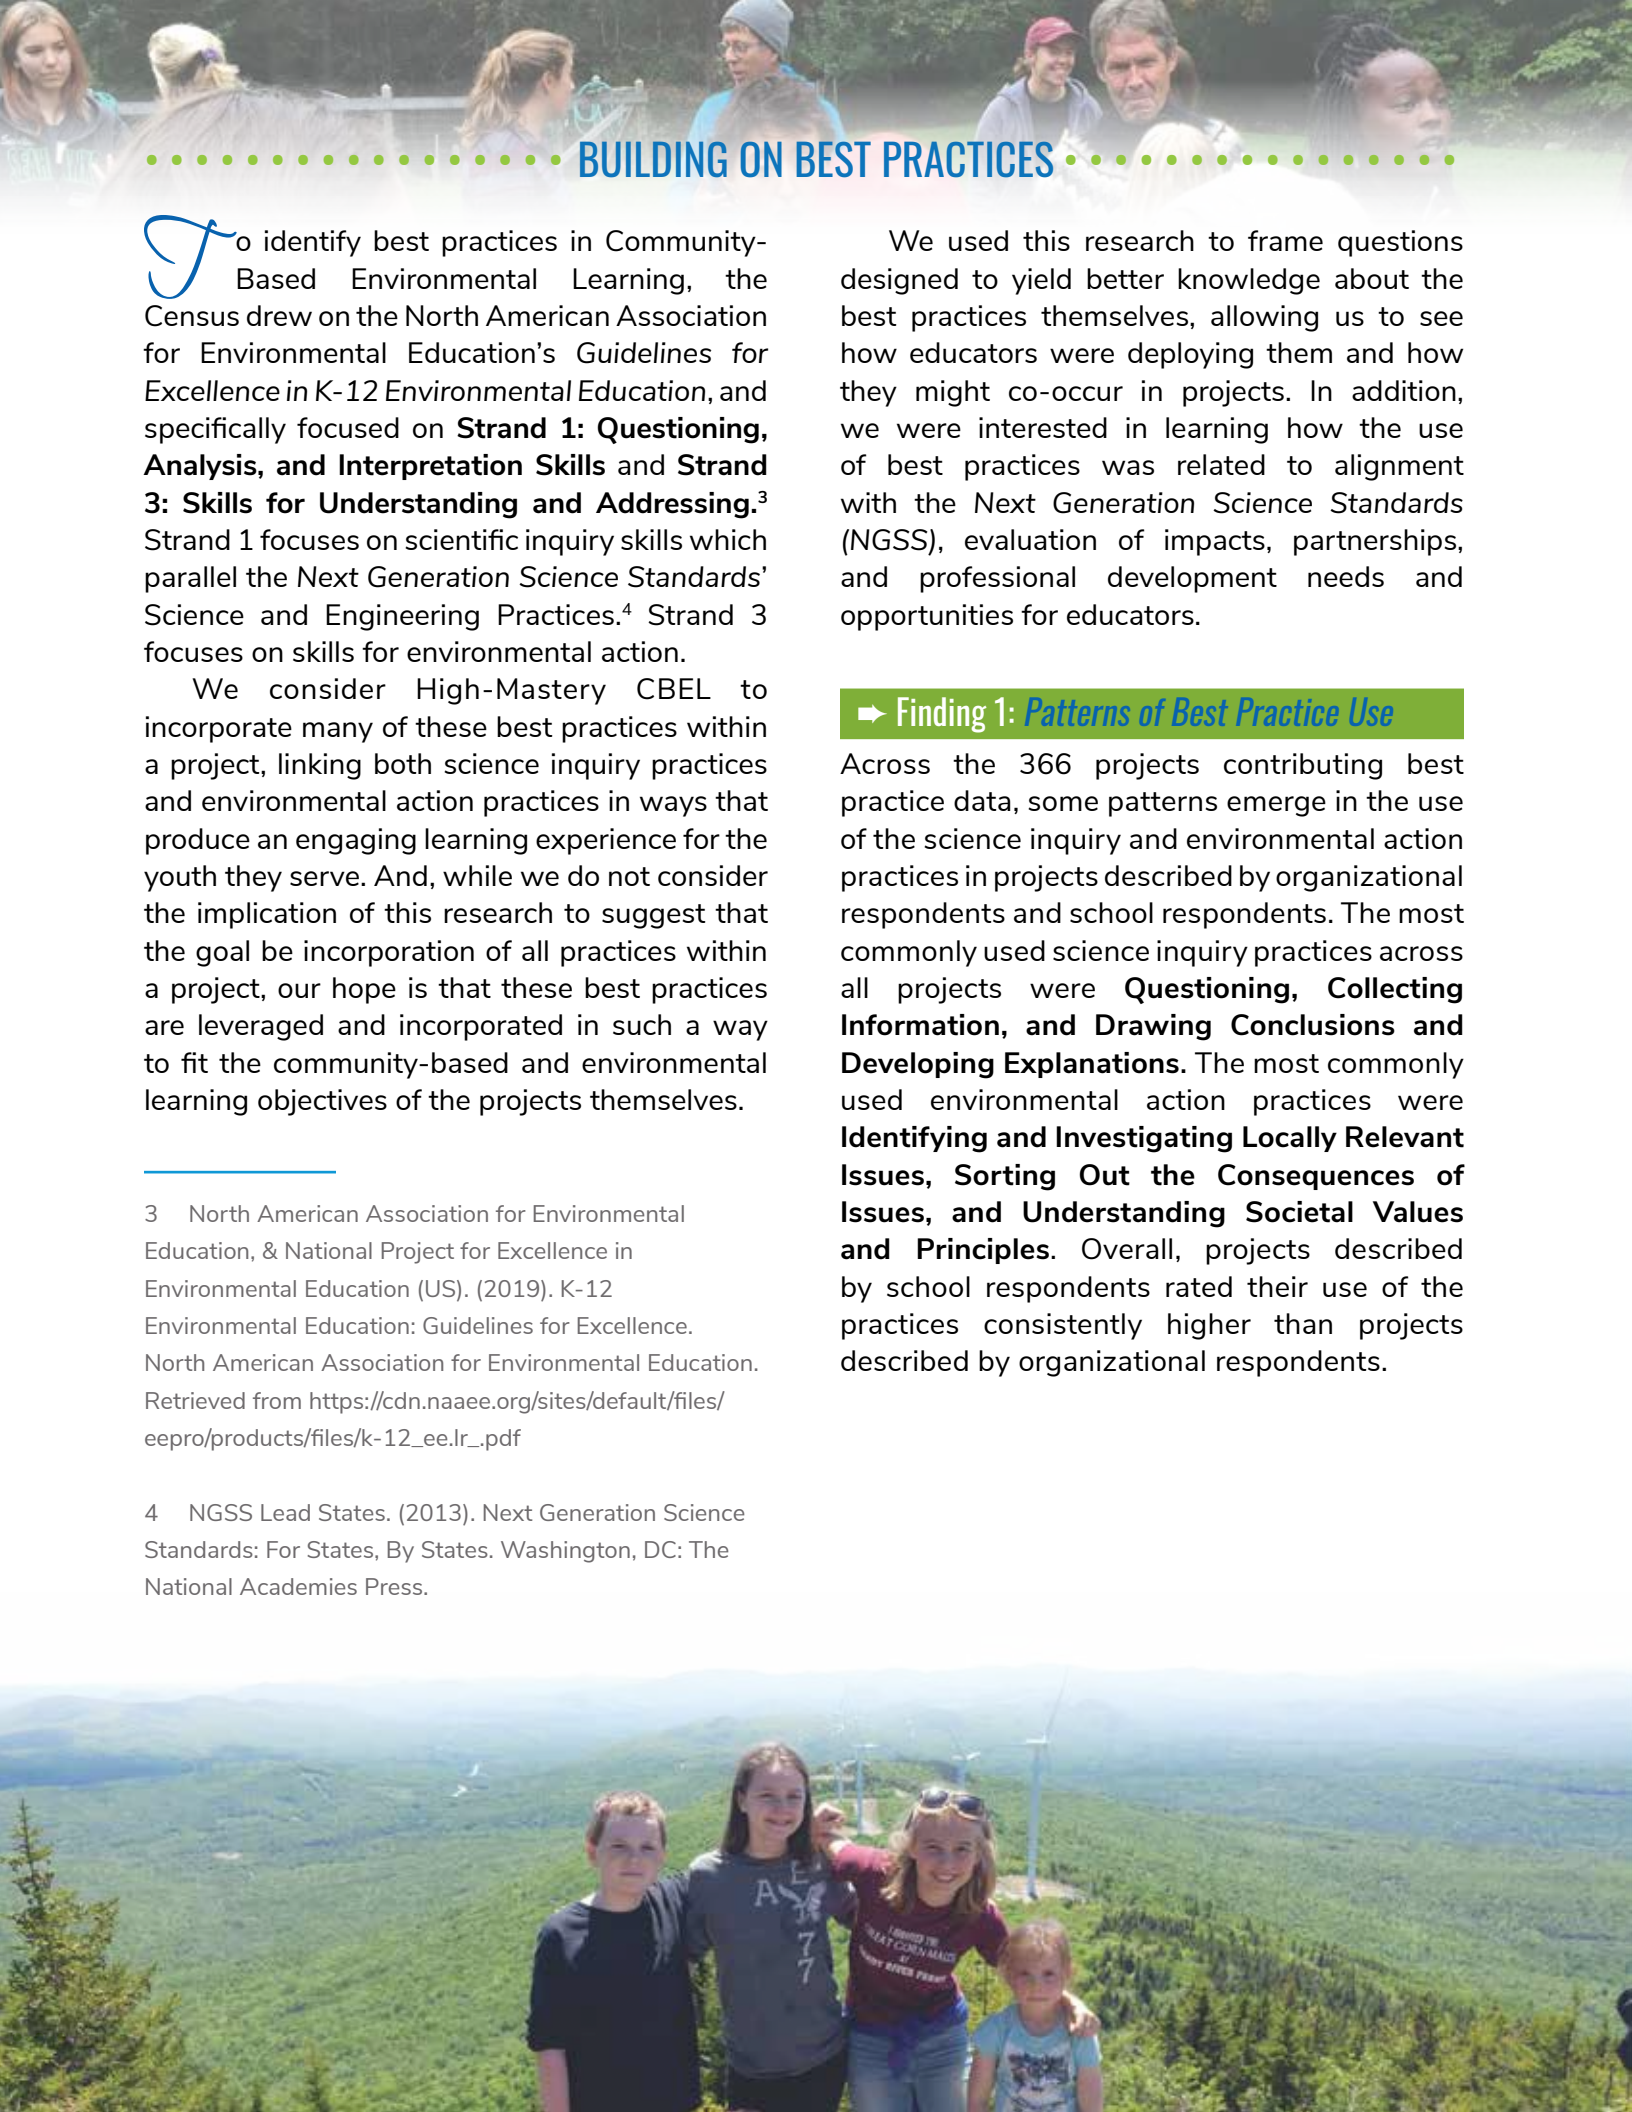 BUILDING ON BEST PRACTICES
To identify best practices in Community-
Based Environmental Learning, the
Census drew on the North American Association
for Environmental Education’s Guidelines for
Excellence in K-12 Environmental Education, and
specifically focused on Strand 1: Questioning,
Analysis, and Interpretation Skills and Strand
3: Skills for Understanding and Addressing.3
Strand 1 focuses on scientific inquiry skills which
parallel the Next Generation Science Standards’
Science and Engineering Practices.4 Strand 3
focuses on skills for environmental action.
We consider High-Mastery CBEL to
incorporate many of these best practices within
a project, linking both science inquiry practices
and environmental action practices in ways that
produce an engaging learning experience for the
youth they serve. And, while we do not consider
the implication of this research to suggest that
the goal be incorporation of all practices within
a project, our hope is that these best practices
are leveraged and incorporated in such a way
to fit the community-based and environmental
learning objectives of the projects themselves.
3 North American Association for Environmental
Education, & National Project for Excellence in
Environmental Education (US). (2019). K-12
Environmental Education: Guidelines for Excellence.
North American Association for Environmental Education.
Retrieved from https://cdn.naaee.org/sites/default/files/
eepro/products/files/k-12_ee.lr_.pdf
4 NGSS Lead States. (2013). Next Generation Science
Standards: For States, By States. Washington, DC: The
National Academies Press.
We used this research to frame questions
designed to yield better knowledge about the
best practices themselves, allowing us to see
how educators were deploying them and how
they might co-occur in projects. In addition,
we were interested in learning how the use
of best practices was related to alignment
with the Next Generation Science Standards
(NGSS), evaluation of impacts, partnerships,
and professional development needs and
opportunities for educators.
Finding 1: Patterns of Best Practice Use
Across the 366 projects contributing best
practice data, some patterns emerge in the use
of the science inquiry and environmental action
practices in projects described by organizational
respondents and school respondents. The most
commonly used science inquiry practices across
all projects were Questioning, Collecting
Information, and Drawing Conclusions and
Developing Explanations. The most commonly
used environmental action practices were
Identifying and Investigating Locally Relevant
Issues, Sorting Out the Consequences of
Issues, and Understanding Societal Values
and Principles. Overall, projects described
by school respondents rated their use of the
practices consistently higher than projects
described by organizational respondents.
A E
77
GREAT CORN MAZE
RIVER